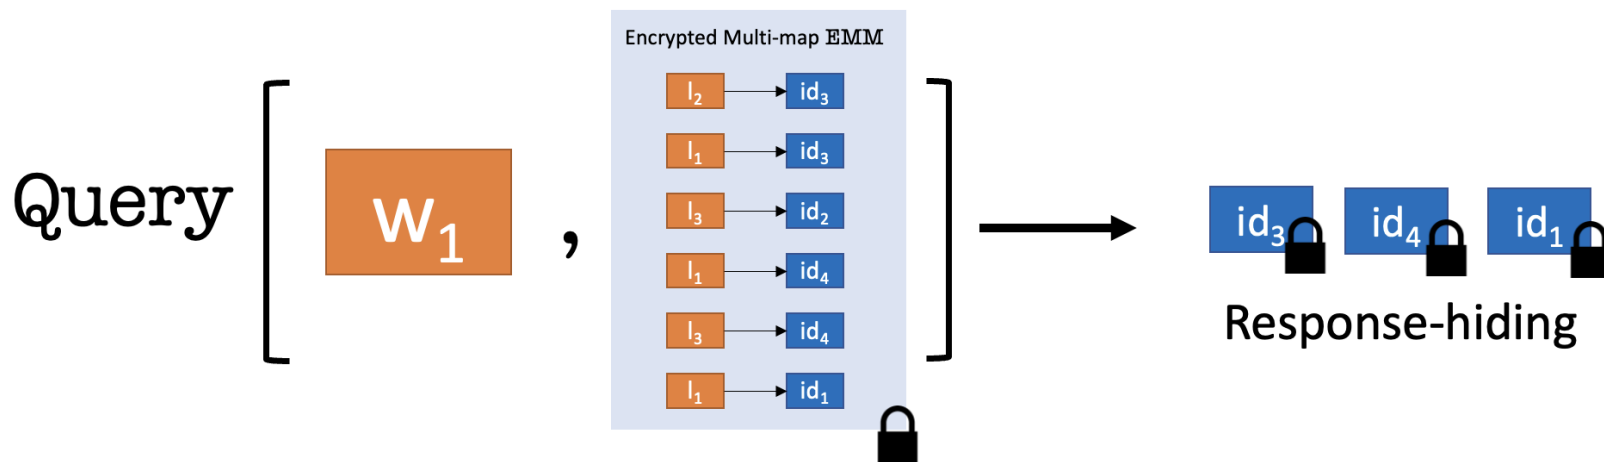 Query
w₁
,
Encrypted Multi-map EMM
l₂ id₃
l₁ id₃
l₃ id₂
l₁ id₄
l₃ id₄
l₁ id₁
id₃ id₄ id₁
Response-hiding